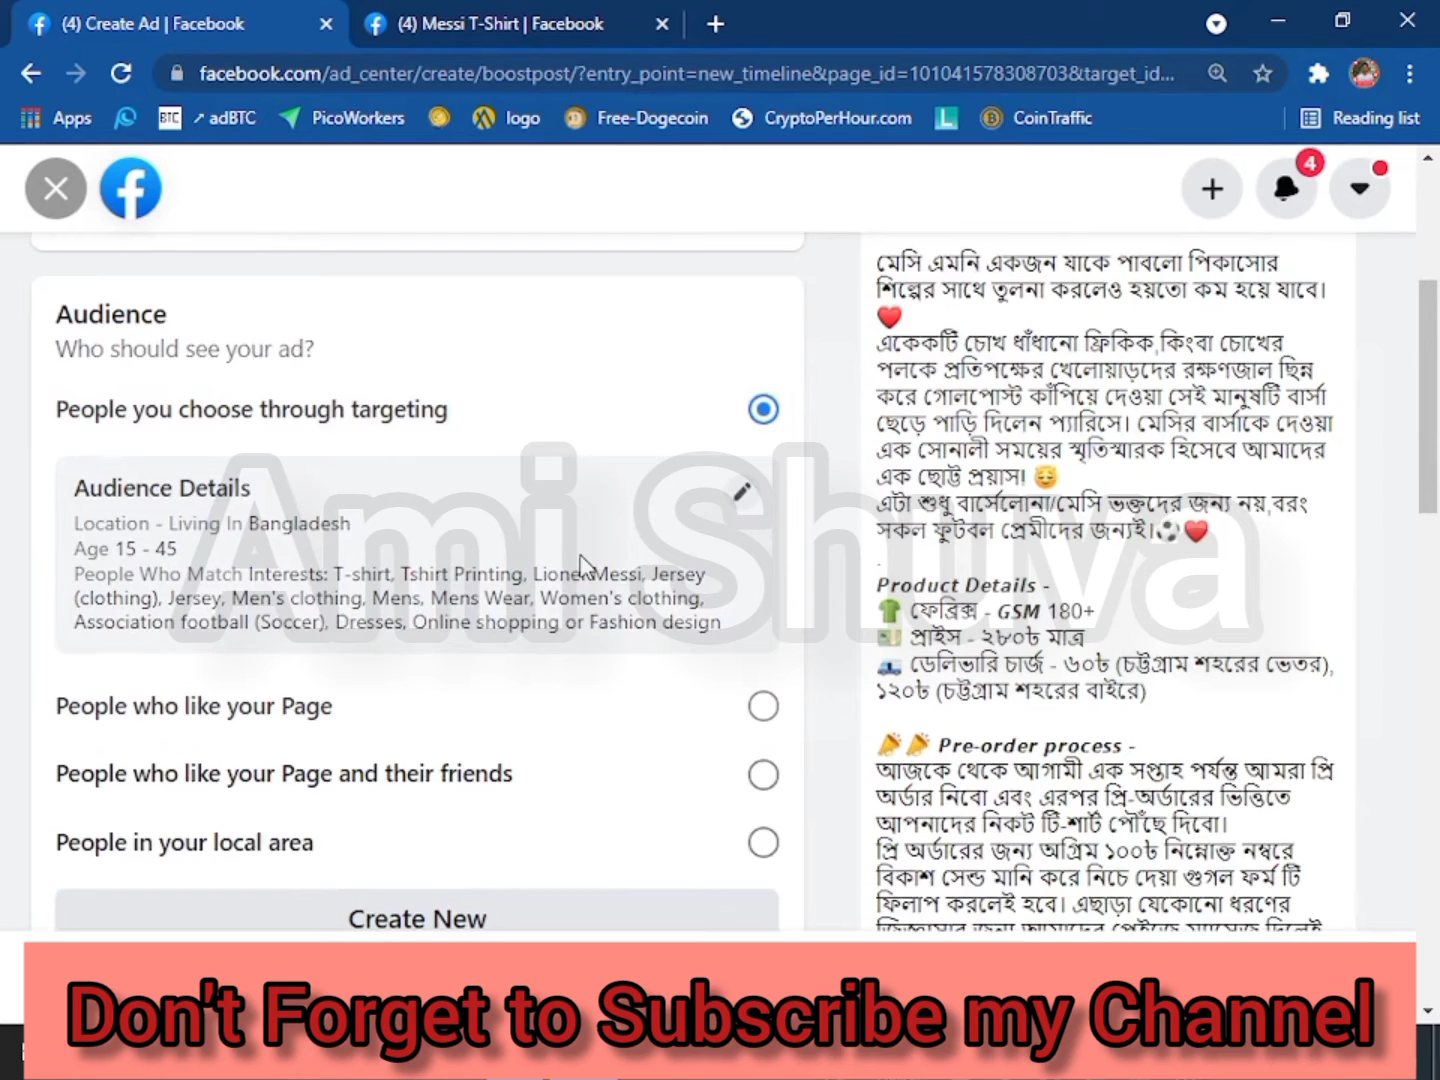 (4) Create Ad | Facebook
(4) Messi T-Shirt | Facebook
facebook.com/ad_center/create/boostpost/?entry_point=new_timeline&page_id=101041578308703&target_id...
Apps
BTC
adBTC
PicoWorkers
logo
Free-Dogecoin
CryptoPerHour.com
CoinTraffic
Reading list
4
Audience
Who should see your ad?
People you choose through targeting
Audience Details
Location - Living In Bangladesh
Age 15 - 45
People Who Match Interests: T-shirt, Tshirt Printing, Lionel Messi, Jersey
(clothing), Jersey, Men's clothing, Mens, Mens Wear, Women's clothing,
Association football (Soccer), Dresses, Online shopping or Fashion design
People who like your Page
People who like your Page and their friends
People in your local area
Create New
মেসি এমনি একজন যাকে পাবলো পিকাসোর
শিল্পের সাথে তুলনা করলেও হয়তো কম হয়ে যাবে।
❤️
একেকটি চোখ ধাঁধানো ফ্রিকিক,কিংবা চোখের
পলকে প্রতিপক্ষের খেলোয়াড়দের রক্ষণজাল ছিন্ন
করে গোলপোস্ট কাঁপিয়ে দেওয়া সেই মানুষটি বার্সা
ছেড়ে পাড়ি দিলেন প্যারিসে। মেসির বার্সাকে দেওয়া
এক সোনালী সময়ের স্মৃতিস্মারক হিসেবে আমাদের
এক ছোট্ট প্রয়াস! 😌
এটা শুধু বার্সেলোনা/মেসি ভক্তদের জন্য নয়,বরং
সকল ফুটবল প্রেমীদের জন্যই।⚽❤️
.
Product Details -
👕 ফেব্রিক্স - GSM 180+
💵 প্রাইস - ২৮০৳ মাত্র
🚙 ডেলিভারি চার্জ - ৬০৳ (চট্টগ্রাম শহরের ভেতর),
১২০৳ (চট্টগ্রাম শহরের বাইরে)
🎉 🎉 Pre-order process -
আজকে থেকে আগামী এক সপ্তাহ পর্যন্ত আমরা প্রি
অর্ডার নিবো এবং এরপর প্রি-অর্ডারের ভিত্তিতে
আপনাদের নিকট টি-শার্ট পৌঁছে দিবো।
প্রি অর্ডারের জন্য অগ্রিম ১০০৳ নিম্নোক্ত নম্বরে
বিকাশ সেন্ড মানি করে নিচে দেয়া গুগল ফর্ম টি
ফিলাপ করলেই হবে। এছাড়া যেকোনো ধরণের
Ami Shuva
Don't Forget to Subscribe my Channel